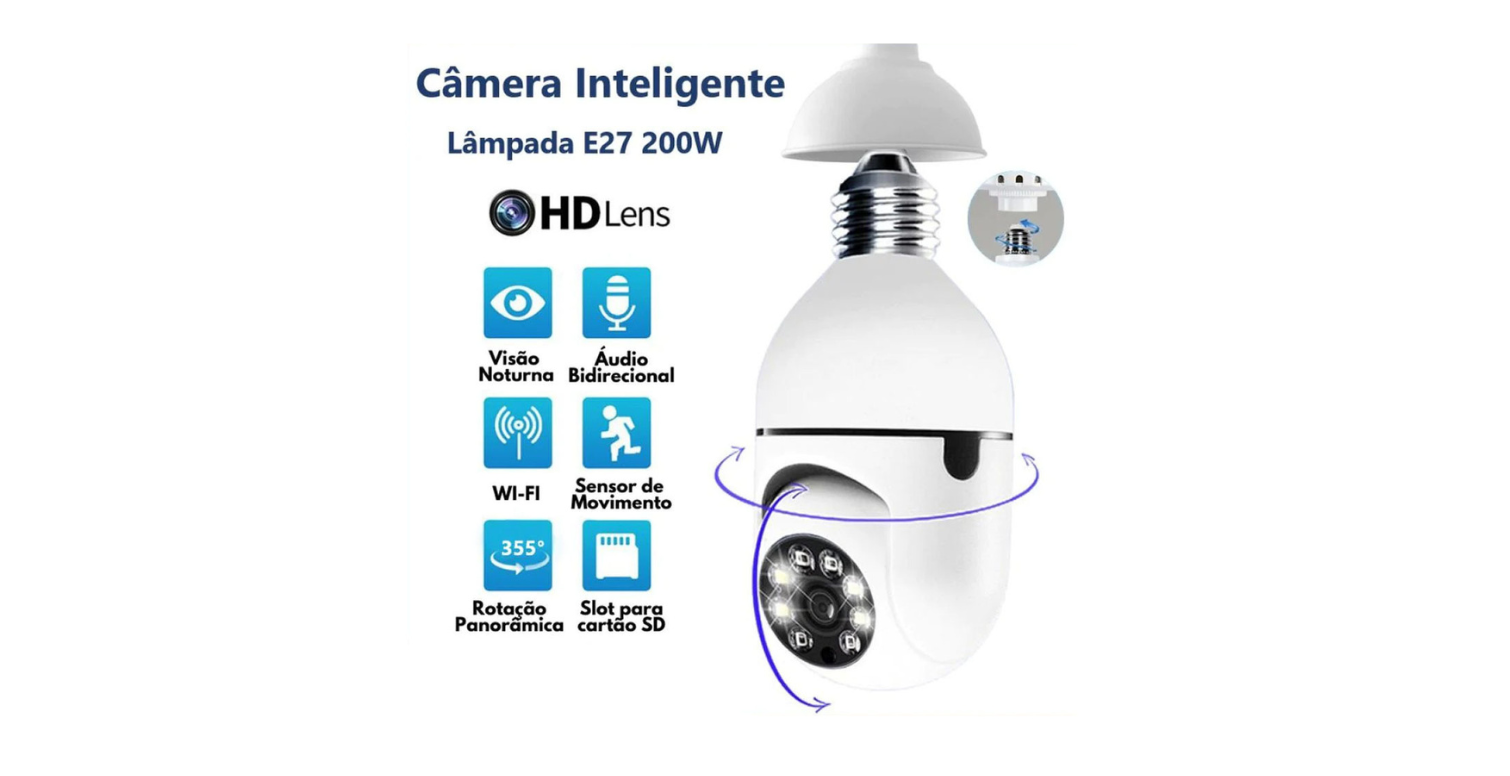 Câmera Inteligente
Lâmpada E27 200W
HD Lens
Visão
Noturna
Áudio
Bidirecional
WI-FI
Sensor de
Movimento
355°
Rotação
Panorâmica
Slot para
cartão SD